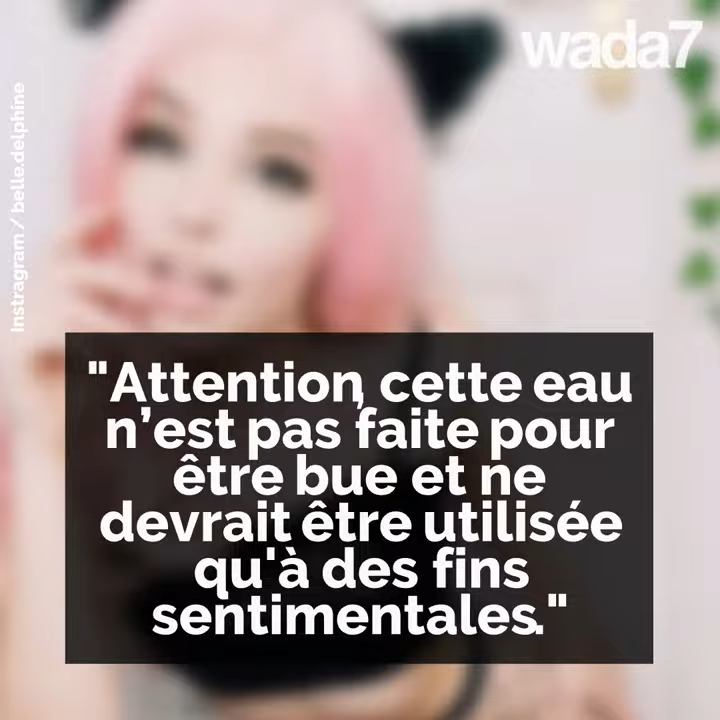 wada7
Instragram / belle.delphine
"Attention, cette eau
n’est pas faite pour
être bue et ne
devrait être utilisée
qu'à des fins
sentimentales."